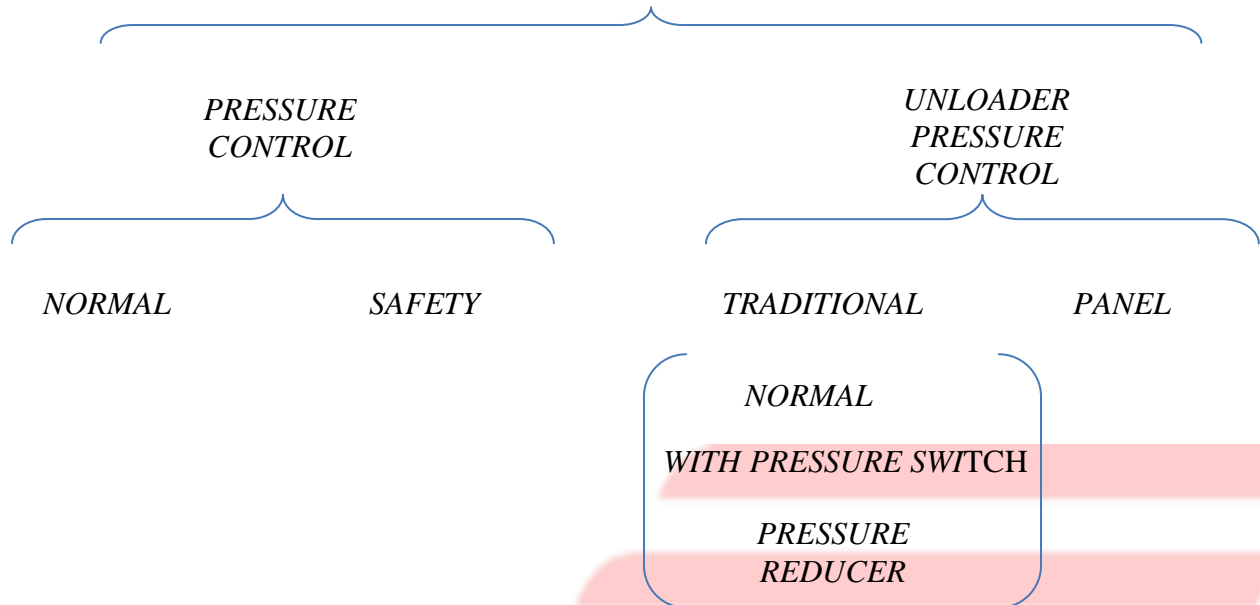 PRESSURE
CONTROL
UNLOADER
PRESSURE
CONTROL
NORMAL
SAFETY
TRADITIONAL
PANEL
NORMAL
WITH PRESSURE SWITCH
PRESSURE
REDUCER